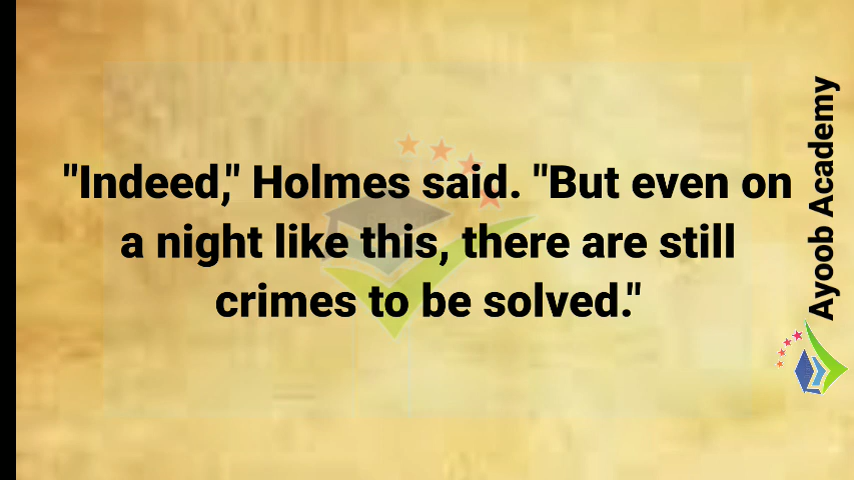 "Indeed," Holmes said. "But even on
a night like this, there are still
crimes to be solved."
Ayoob Academy